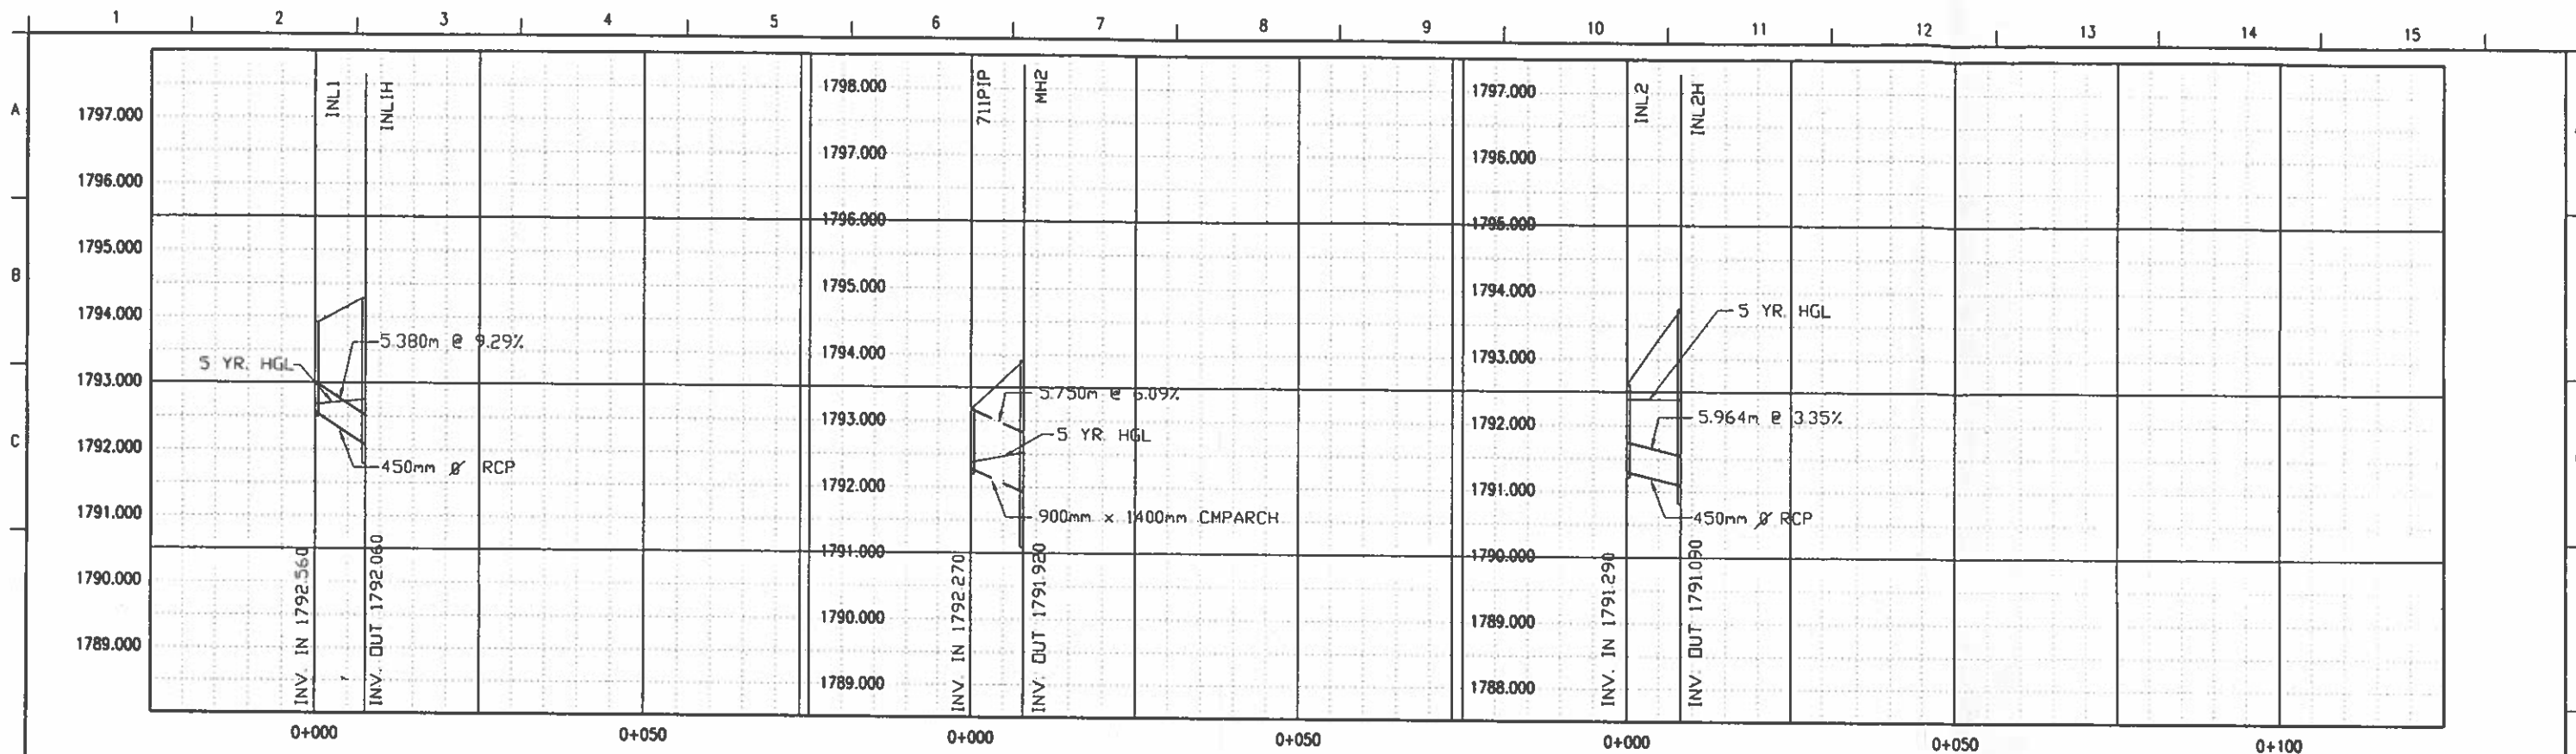 1 2 3 4 5 6 7 8 9 10 11 12 13 14 15
A
B
C
1797.000
1796.000
1795.000
1794.000
1793.000
1792.000
1791.000
1790.000
1789.000
INL1
INL1H
5 YR. HGL
5.380m @ 9.29%
450mm Ø RCP
INV. IN 1792.560
INV. OUT 1792.060
0+000
0+050
1798.000
1797.000
1796.000
1795.000
1794.000
1793.000
1792.000
1791.000
1790.000
1789.000
711P1P
MH2
5.750m @ 6.09%
5 YR. HGL
900mm x 1400mm CMPARCH
INV. IN 1792.270
INV. OUT 1791.920
0+000
0+050
1797.000
1796.000
1795.000
1794.000
1793.000
1792.000
1791.000
1790.000
1789.000
1788.000
INL2
INL2H
5 YR. HGL
5.964m @ 3.35%
450mm Ø RCP
INV. IN 1791.290
INV. OUT 1791.090
0+000
0+050
0+100